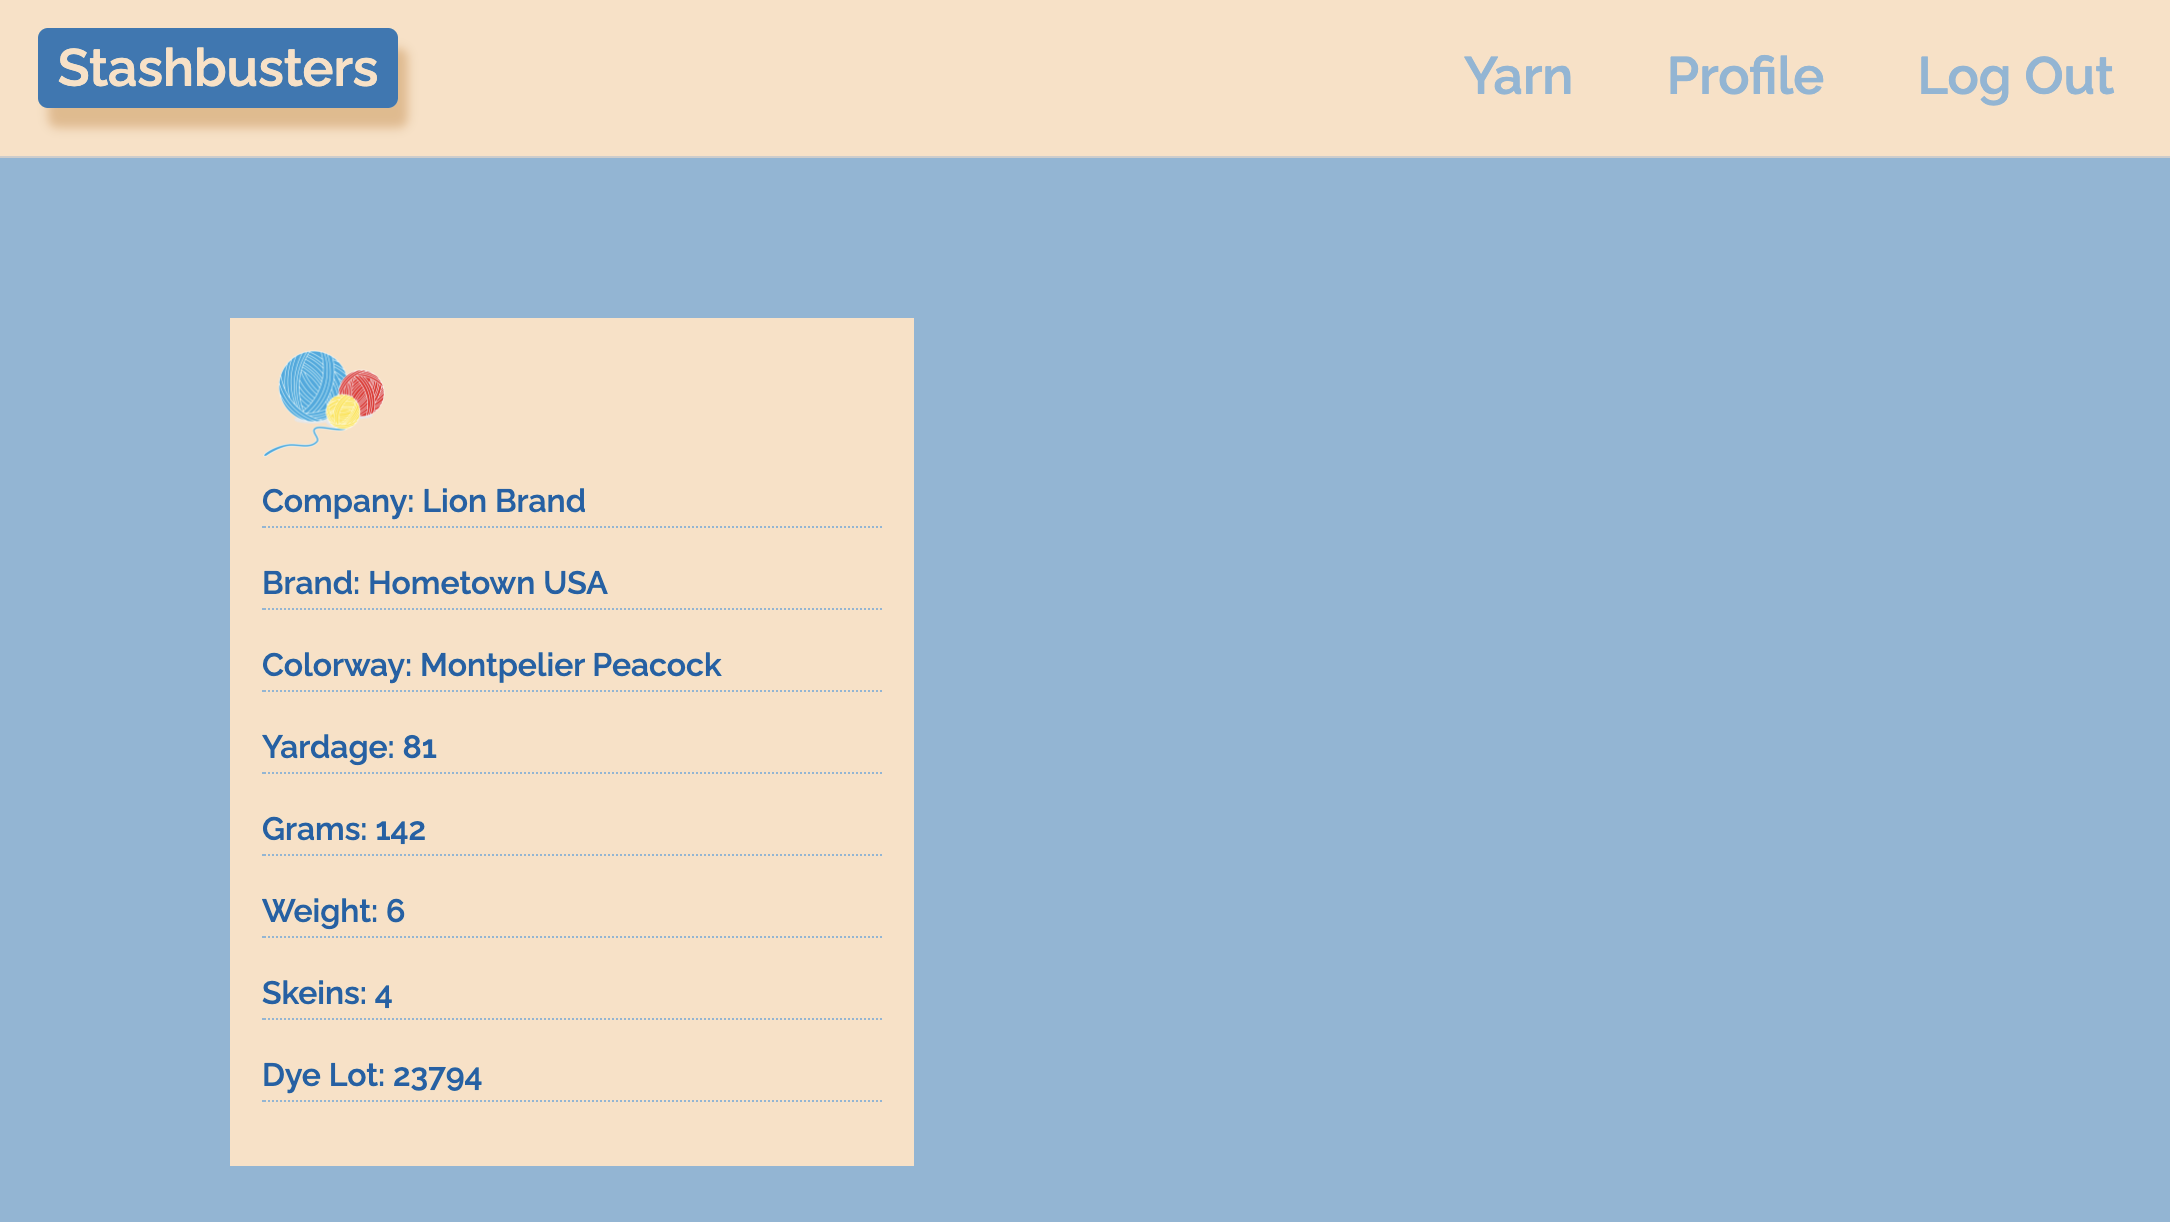 Stashbusters
Yarn Profile Log Out
Company: Lion Brand
Brand: Hometown USA
Colorway: Montpelier Peacock
Yardage: 81
Grams: 142
Weight: 6
Skeins: 4
Dye Lot: 23794